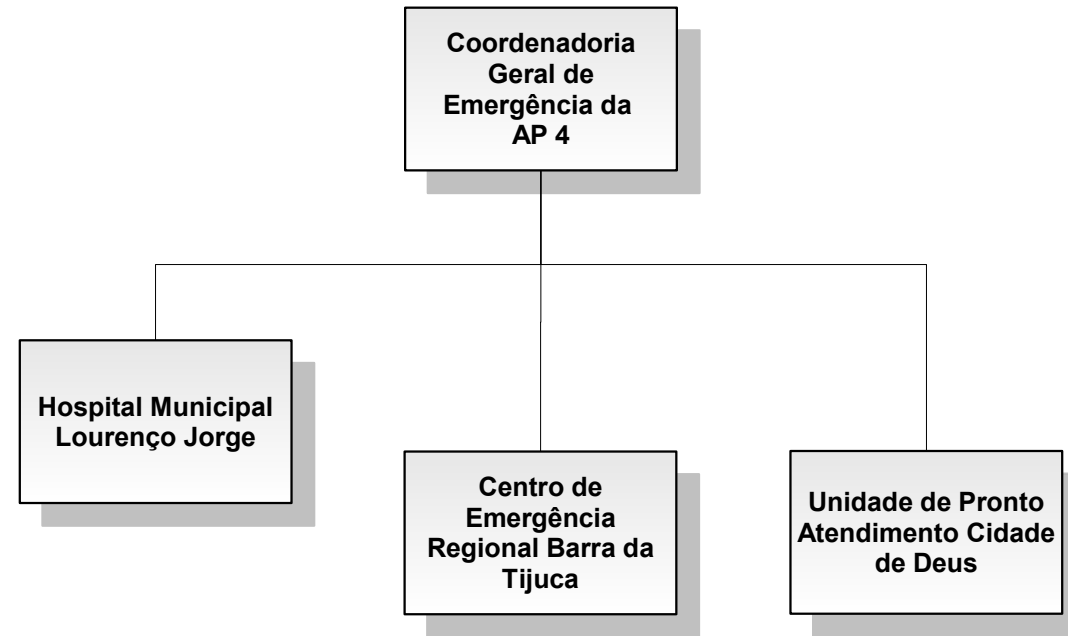 Coordenadoria
Geral de
Emergência da
AP 4
Hospital Municipal
Lourenço Jorge
Centro de
Emergência
Regional Barra da
Tijuca
Unidade de Pronto
Atendimento Cidade
de Deus